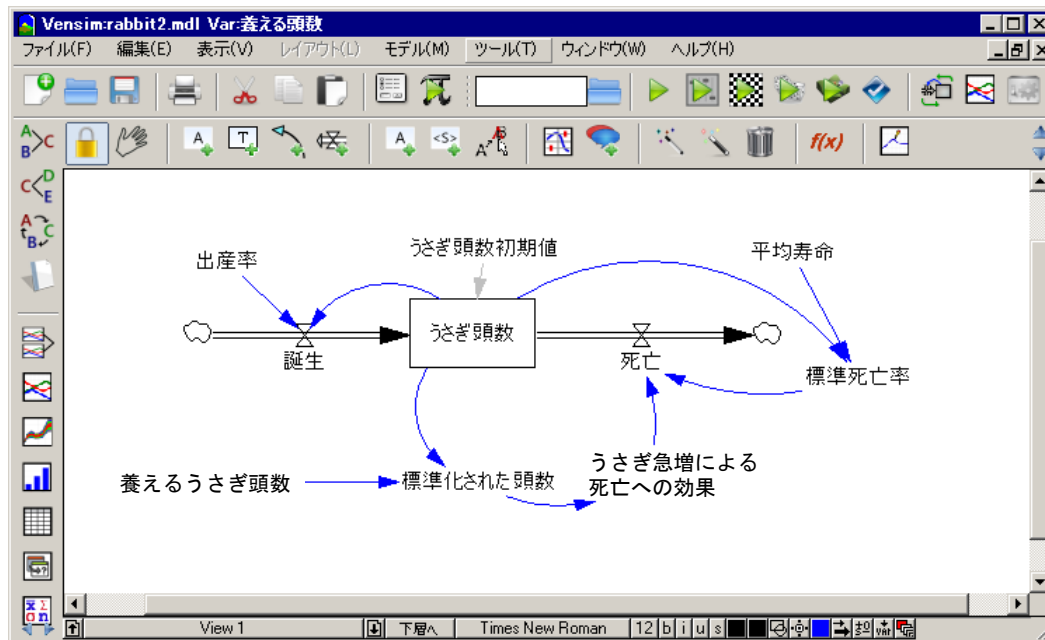 Vensim:rabbit2.mdl Var:養える頭数
ファイル(F) 編集(E) 表示(V) レイアウト(L) モデル(M) ツール(T) ウィンドウ(W) ヘルプ(H)
A B C
A T A <S> A B f(x)
C D E
A B C
うさぎ頭数初期値
出産率
平均寿命
うさぎ頭数
誕生
死亡
標準死亡率
うさぎ急増による
死亡への効果
養えるうさぎ頭数
標準化された頭数
View 1 下層へ Times New Roman 12 b i u s